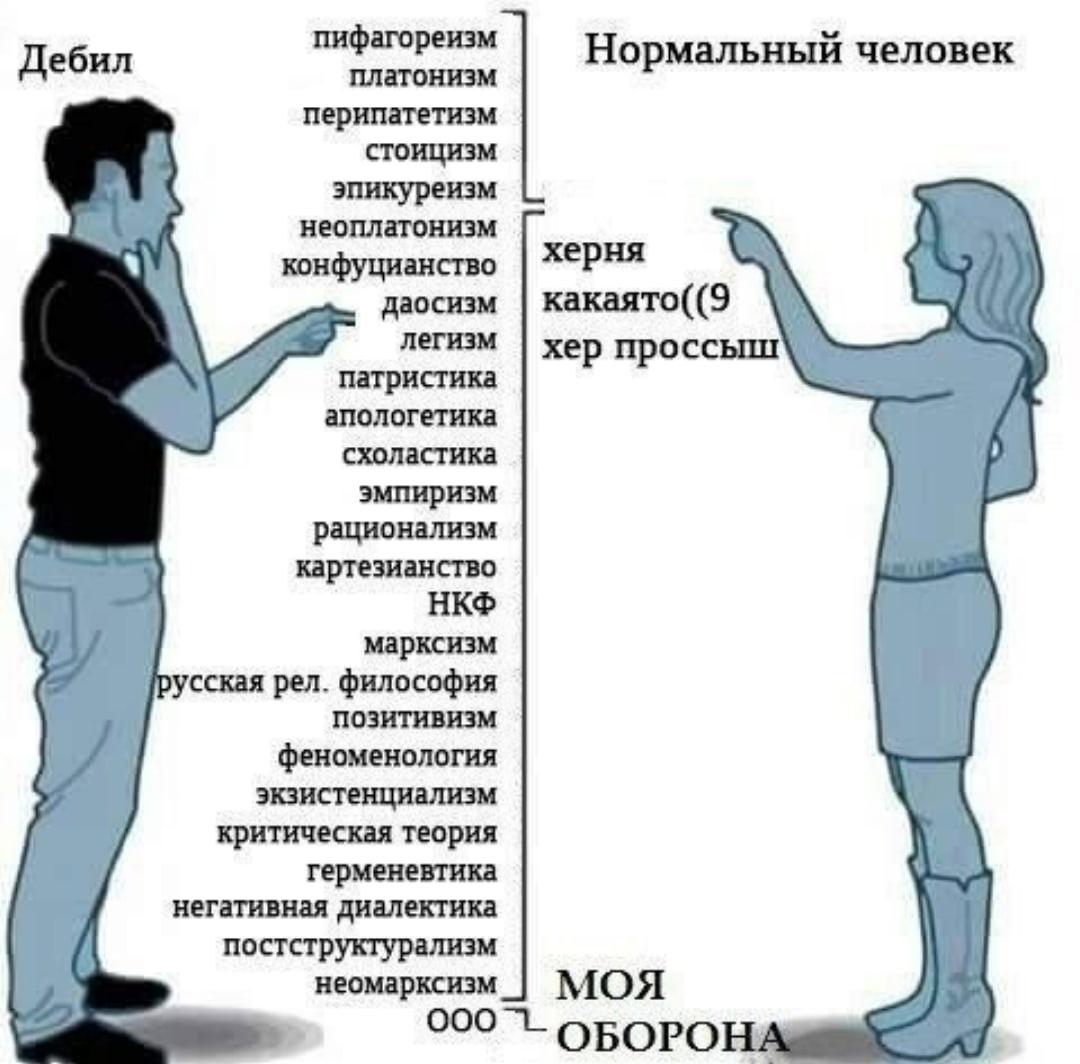 Дебил
пифагореизм
платонизм
перипатетизм
стоицизм
эпикуреизм
неоплатонизм
конфуцианство
даосизм
легизм
патристика
апологетика
схоластика
эмпиризм
рационализм
картезианство
НКФ
марксизм
русская рел. философия
позитивизм
феноменология
экзистенциализм
критическая теория
герменевтика
негативная диалектика
постструктурализм
неомарксизм
ооо
Нормальный человек
херня
какаято((9
хер проссыш
МОЯ
ОБОРОНА